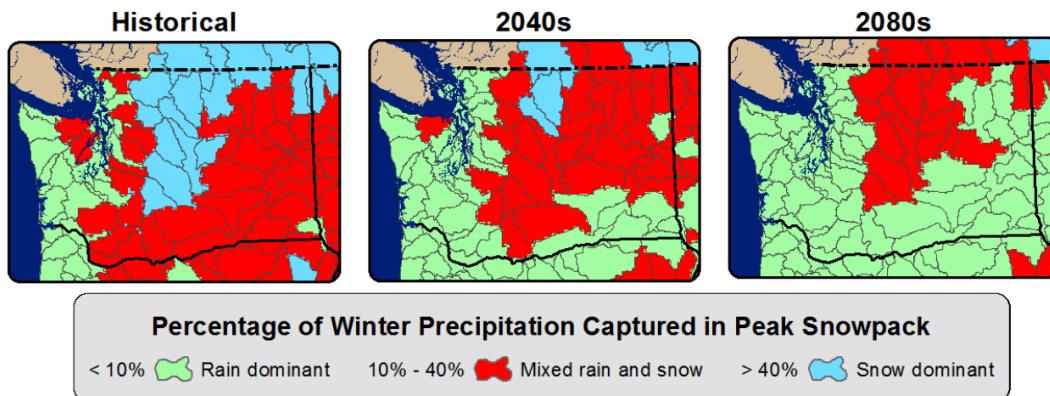 Historical
2040s
2080s
Percentage of Winter Precipitation Captured in Peak Snowpack
< 10% Rain dominant 10% - 40% Mixed rain and snow > 40% Snow dominant